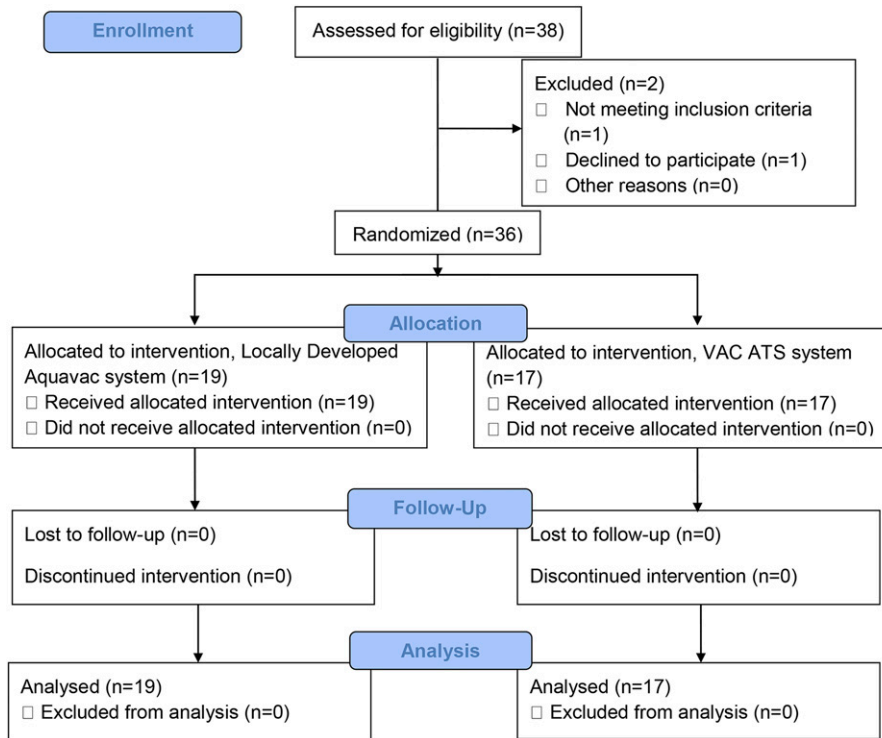 Enrollment
Assessed for eligibility (n=38)
Excluded (n=2)
□ Not meeting inclusion criteria
(n=1)
□ Declined to participate (n=1)
□ Other reasons (n=0)
Randomized (n=36)
Allocation
Allocated to intervention, Locally Developed
Aquavac system (n=19)
□ Received allocated intervention (n=19)
□ Did not receive allocated intervention (n=0)
Allocated to intervention, VAC ATS system
(n=17)
□ Received allocated intervention (n=17)
□ Did not receive allocated intervention (n=0)
Follow-Up
Lost to follow-up (n=0)
Discontinued intervention (n=0)
Lost to follow-up (n=0)
Discontinued intervention (n=0)
Analysis
Analysed (n=19)
□ Excluded from analysis (n=0)
Analysed (n=17)
□ Excluded from analysis (n=0)